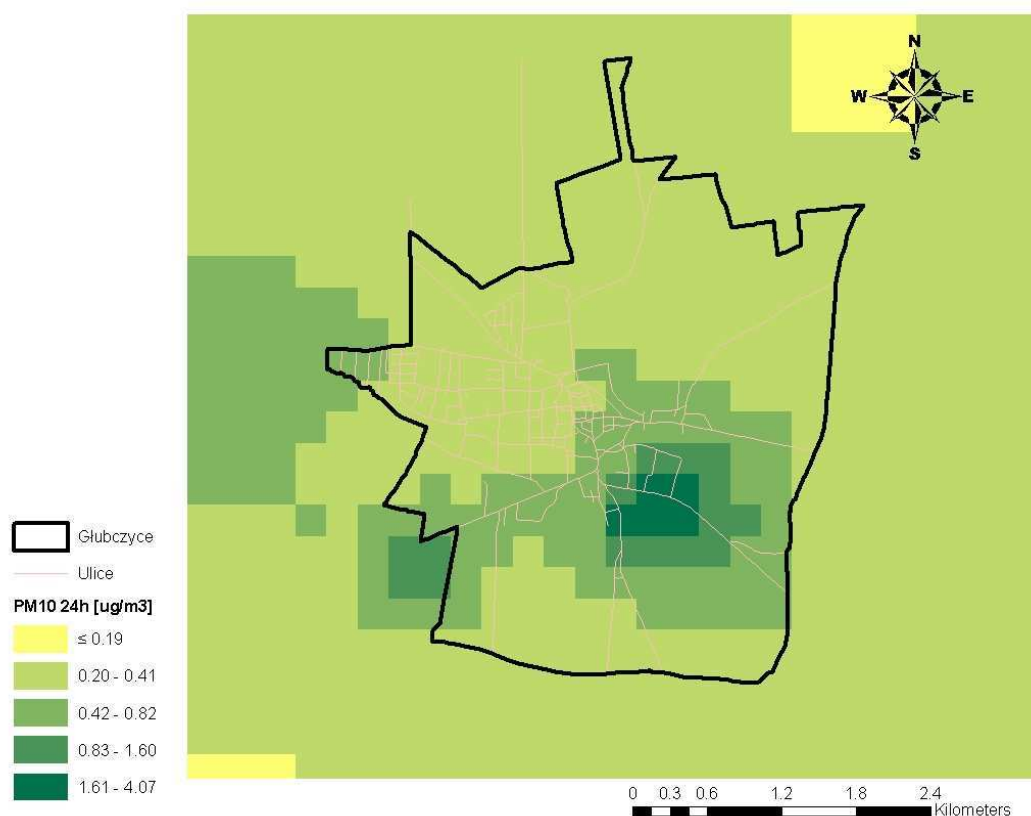 N
W E
S
Głubczyce
Ulice
PM10 24h [ug/m3]
≤ 0.19
0.20 - 0.41
0.42 - 0.82
0.83 - 1.60
1.61 - 4.07
0 0.3 0.6 1.2 1.8 2.4
Kilometers